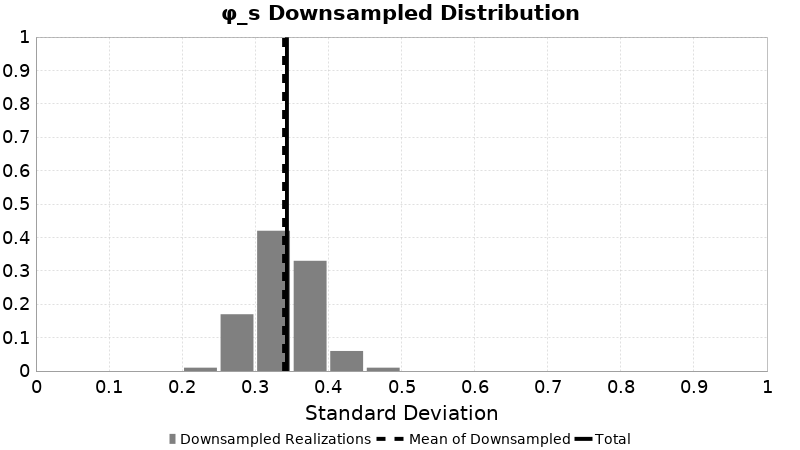 φ_s Downsampled Distribution
1
0.9
0.8
0.7
0.6
0.5
0.4
0.3
0.2
0.1
0
0 0.1 0.2 0.3 0.4 0.5 0.6 0.7 0.8 0.9 1
Standard Deviation
Downsampled Realizations Mean of Downsampled Total